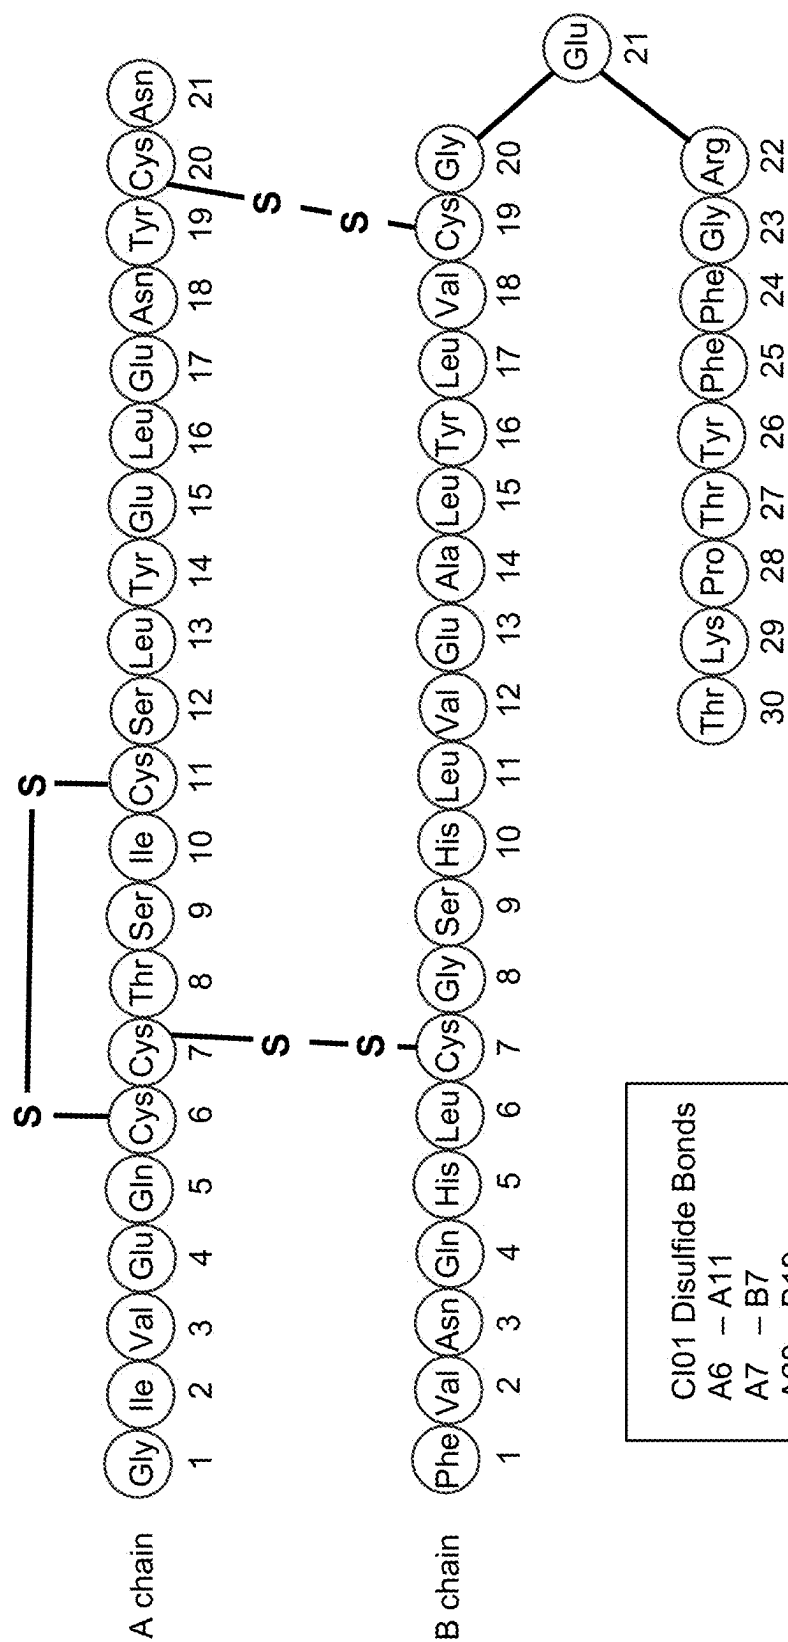 S S
A chain Gly Ile Val Glu Gln Cys Cys Thr Ser Ile Cys Ser Leu Tyr Glu Leu Glu Asn Tyr Cys Asn
1 2 3 4 5 6 7 8 9 10 11 12 13 14 15 16 17 18 19 20 21
S S
S S
B chain Phe Val Asn Gln His Leu Cys Gly Ser His Leu Val Glu Ala Leu Tyr Leu Val Cys Gly
1 2 3 4 5 6 7 8 9 10 11 12 13 14 15 16 17 18 19 20
Glu
21
Thr Lys Pro Thr Tyr Phe Phe Gly Arg
30 29 28 27 26 25 24 23 22
CI01 Disulfide Bonds
A6 – A11
A7 – B7